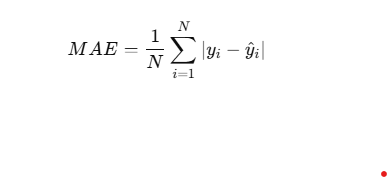 MAE = \frac{1}{N} \sum_{i=1}^{N} |y_i - \hat{y}_i|